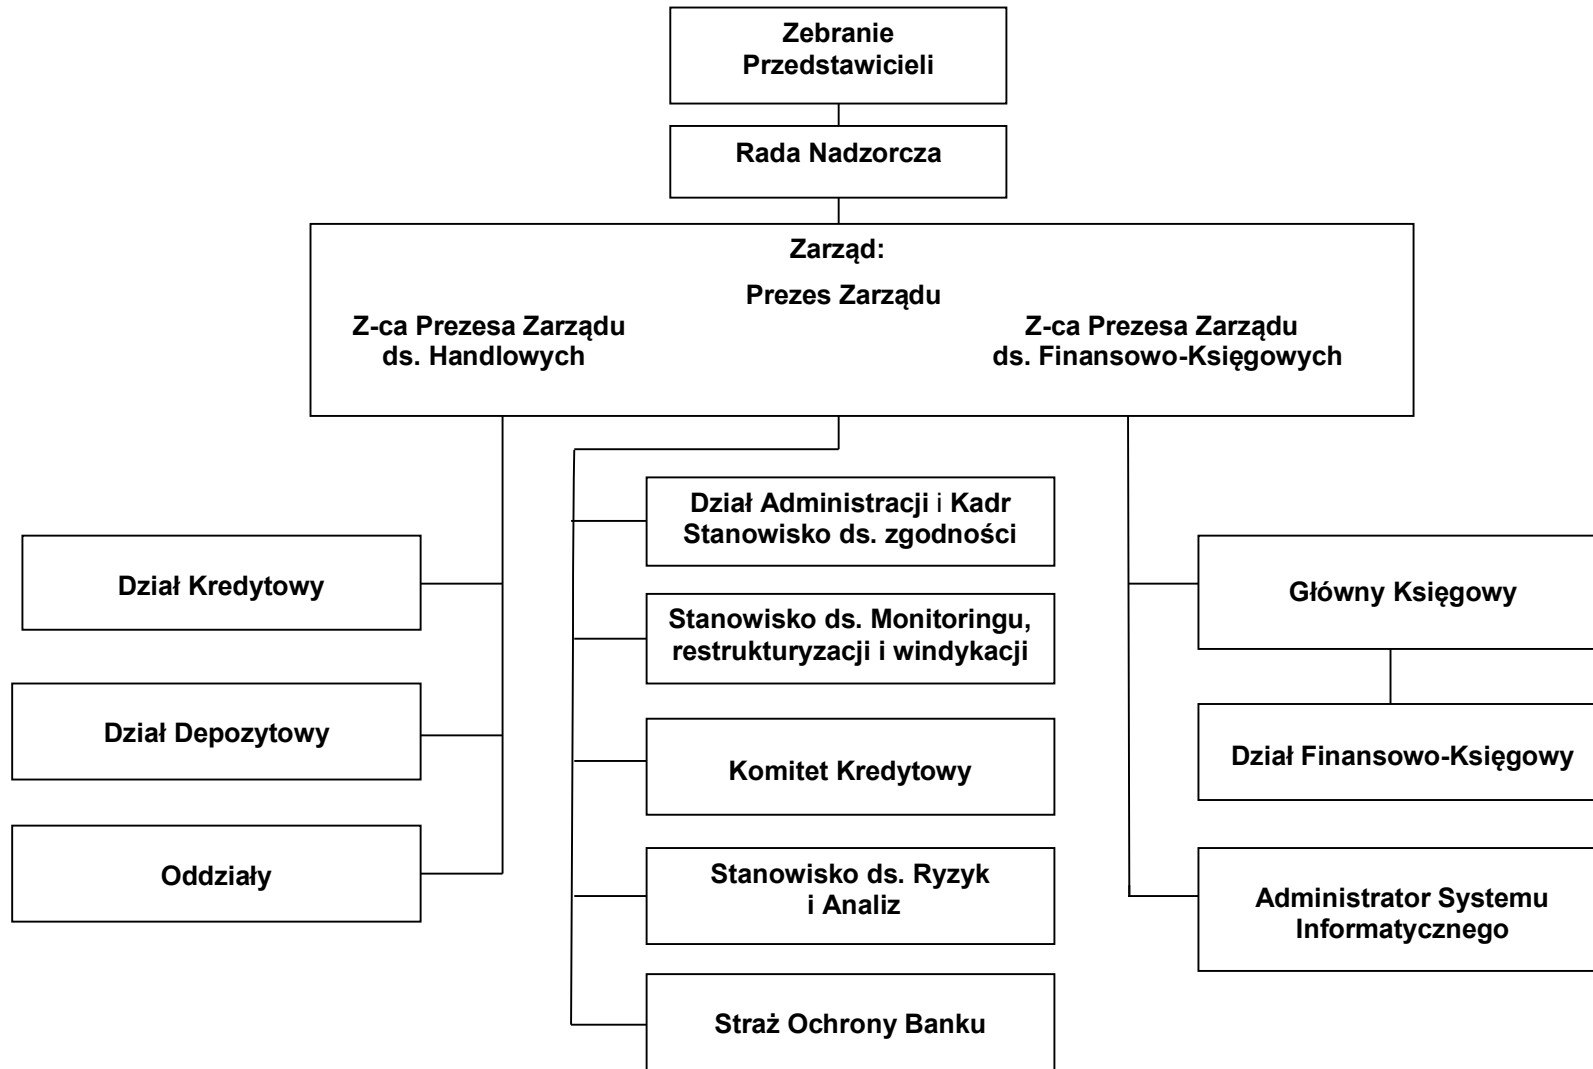 Zebranie
Przedstawicieli
Rada Nadzorcza
Zarząd:
Prezes Zarządu
Z-ca Prezesa Zarządu
ds. Handlowych
Z-ca Prezesa Zarządu
ds. Finansowo-Księgowych
Dział Kredytowy
Dział Depozytowy
Oddziały
Dział Administracji i Kadr
Stanowisko ds. zgodności
Stanowisko ds. Monitoringu,
restrukturyzacji i windykacji
Komitet Kredytowy
Stanowisko ds. Ryzyk
i Analiz
Straż Ochrony Banku
Główny Księgowy
Dział Finansowo-Księgowy
Administrator Systemu
Informatycznego